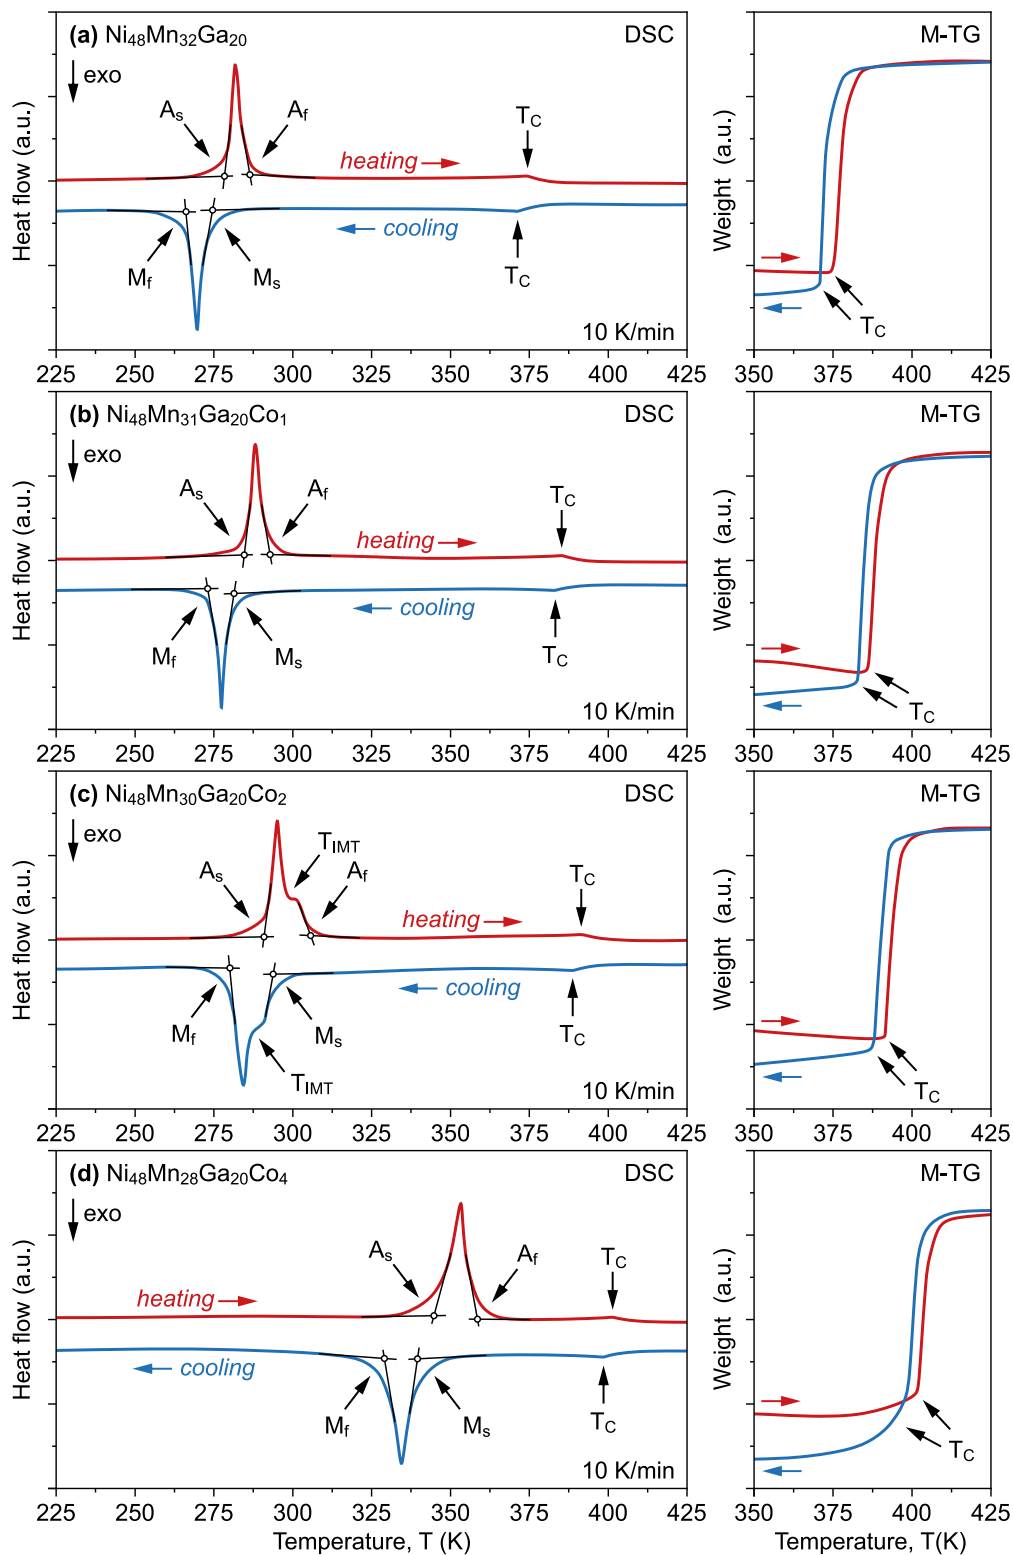 (a) Ni48Mn32Ga20 DSC
exo
As Af
heating
TC
cooling
Mf Ms
TC
10 K/min
Heat flow (a.u.)
225 250 275 300 325 350 375 400 425
M-TG
Weight (a.u.)
TC
350 375 400 425
(b) Ni48Mn31Ga20Co1 DSC
exo
As Af
heating
TC
cooling
Mf Ms
TC
10 K/min
Heat flow (a.u.)
225 250 275 300 325 350 375 400 425
M-TG
Weight (a.u.)
TC
350 375 400 425
(c) Ni48Mn30Ga20Co2 DSC
exo
TIMT
As Af
heating
TC
cooling
Mf Ms
TIMT
TC
10 K/min
Heat flow (a.u.)
225 250 275 300 325 350 375 400 425
M-TG
Weight (a.u.)
TC
350 375 400 425
(d) Ni48Mn28Ga20Co4 DSC
exo
As Af
heating
TC
cooling
Mf Ms
TC
10 K/min
Heat flow (a.u.)
225 250 275 300 325 350 375 400 425
Temperature, T (K)
M-TG
Weight (a.u.)
TC
350 375 400 425
Temperature, T(K)